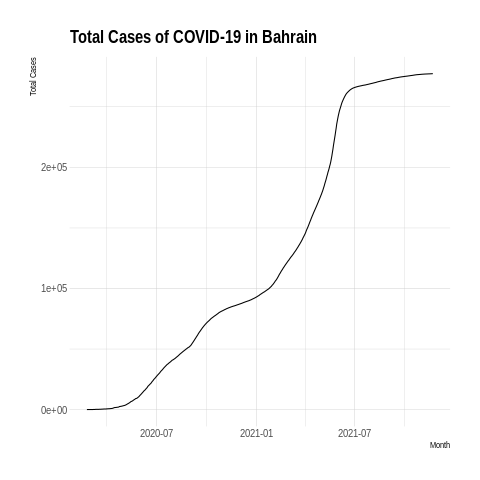 Total Cases of COVID-19 in Bahrain
Total Cases
2e+05
1e+05
0e+00
2020-07 2021-01 2021-07
Month